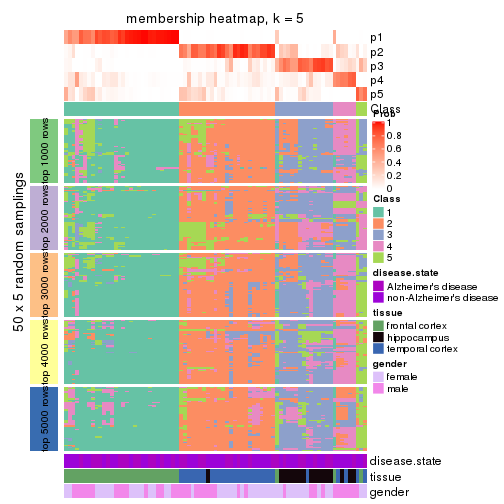 membership heatmap, k = 5
p1
p2
p3
p4
p5
Class
Prob
1
0.8
0.6
0.4
0.2
0
Class
1
2
3
4
5
disease.state
Alzheimer's disease
non-Alzheimer's disease
tissue
frontal cortex
hippocampus
temporal cortex
gender
female
male
50 x 5 random samplings
top 1000 rows
top 2000 rows
top 3000 rows
top 4000 rows
top 5000 rows
disease.state
tissue
gender